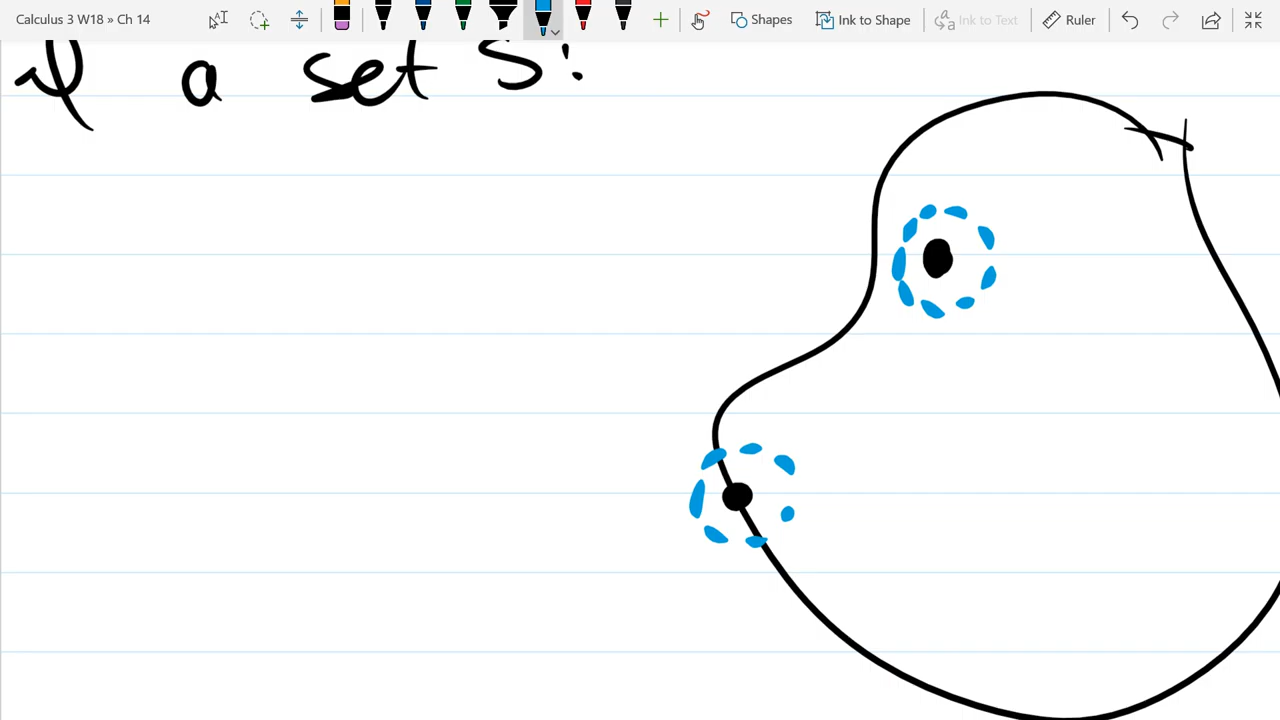 Calculus 3 W18 » Ch 14
Shapes
Ink to Shape
Ink to Text
Ruler
a set S: